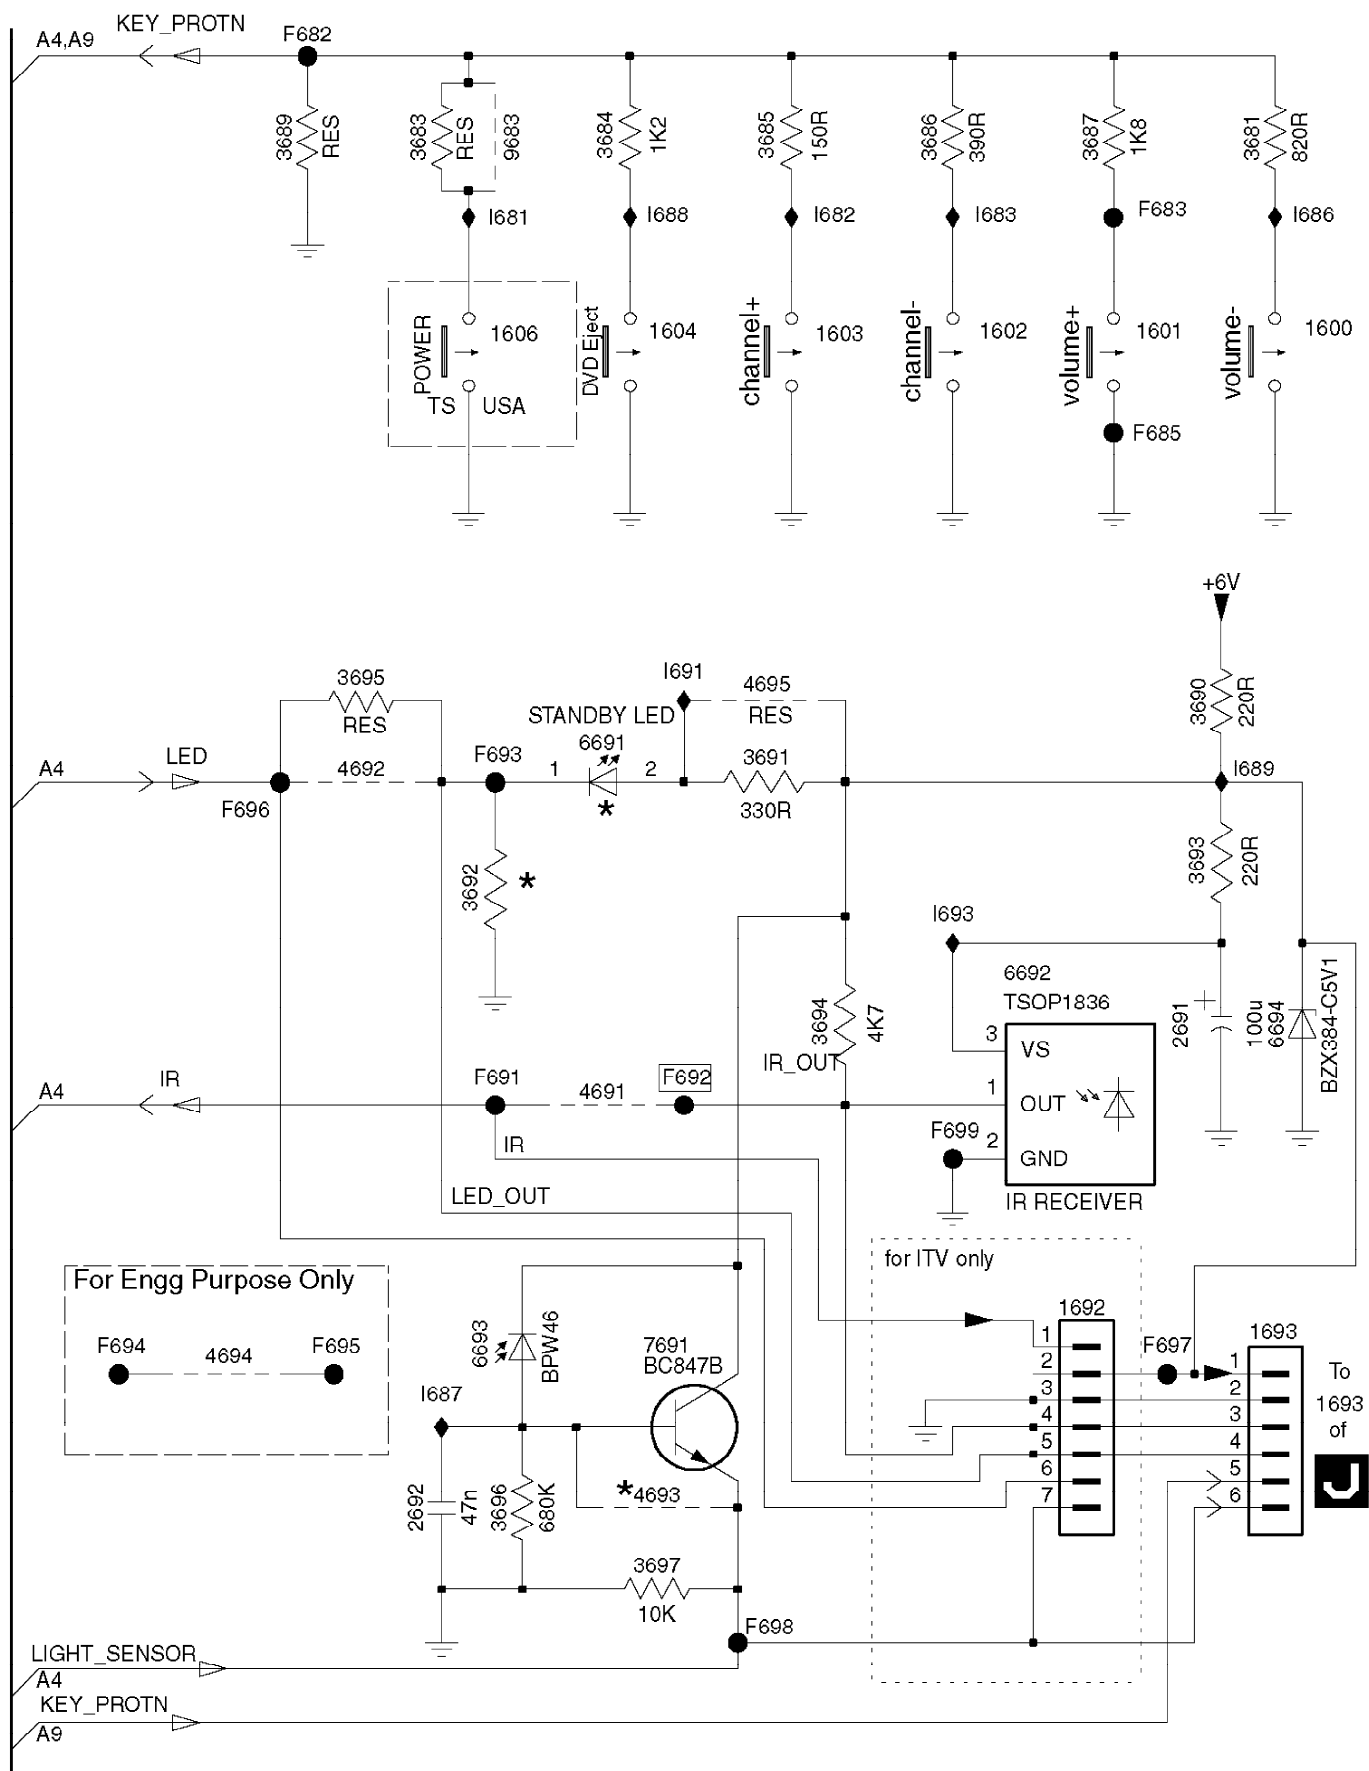 KEY_PROTN
A4,A9
F682
3689
RES
3683
RES
9683
3684
1K2
3685
150R
3686
390R
3687
1K8
3681
820R
I681
I688
I682
I683
F683
I686
POWER
1606
TS USA
DVD Eject
1604
channel+
1603
channel-
1602
volume+
1601
volume-
1600
F685
+6V
3695
RES
I691
4695
RES
3690
220R
STANDBY LED
LED
A4
F696
4692
F693
1
6691
2
*
3691
330R
I689
3692
*
3693
220R
I693
6692
TSOP1836
3694
4K7
IR_OUT
3
VS
1
OUT
2
GND
F699
IR RECEIVER
2691
+
100u
6694
BZX384-C5V1
IR
A4
F691
4691
F692
IR
LED_OUT
for ITV only
For Engg Purpose Only
F694
4694
F695
6693
BPW46
7691
BC847B
I687
2692
47n
3696
680K
*4693
3697
10K
F698
1692
1
2
3
4
5
6
7
F697
1693
1
2
3
4
5
6
To
1693
of
J
LIGHT_SENSOR
A4
KEY_PROTN
A9